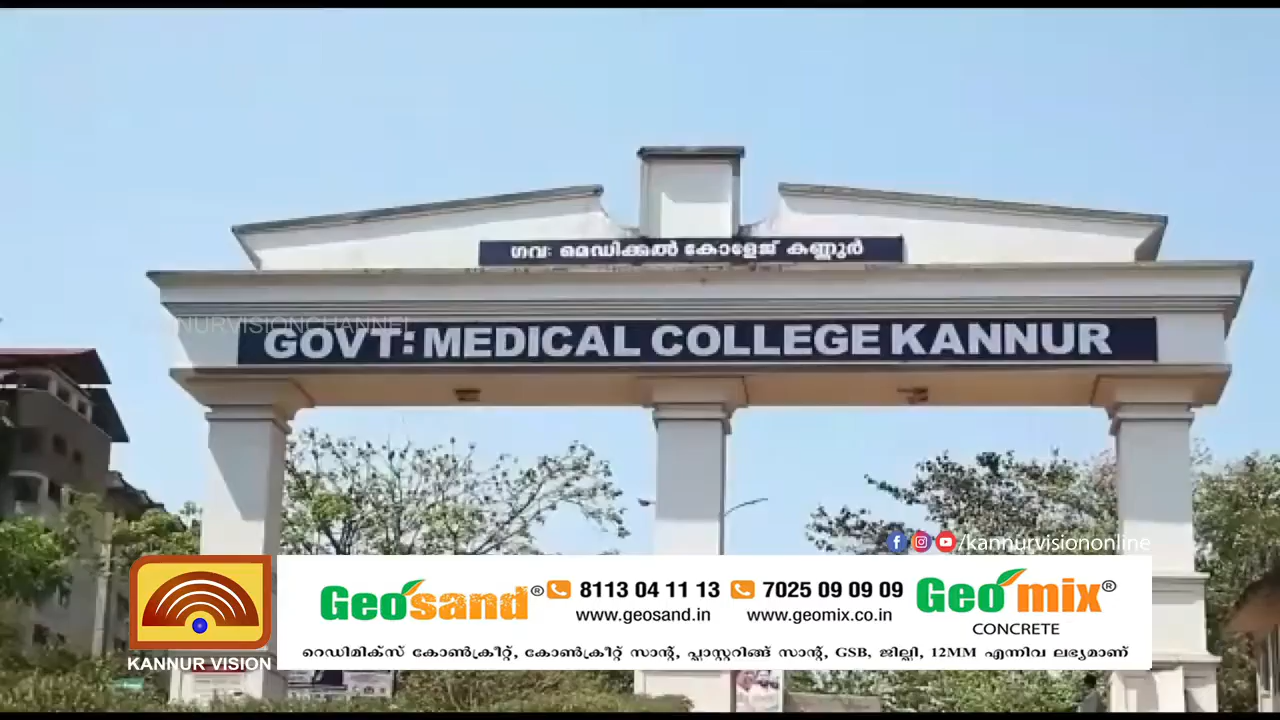 ഗവ: മെഡിക്കൽ കോളേജ് കണ്ണൂർ
KANNURVISIONCHANNEL
GOVT: MEDICAL COLLEGE KANNUR
/kannurvisiononline
Geosand® 8113 04 11 13 7025 09 09 09 Geomix®
www.geosand.in www.geomix.co.in CONCRETE
റെഡിമിക്സ് കോൺക്രീറ്റ്, കോൺക്രീറ്റ് സാന്റ്, പ്ലാസ്റ്ററിങ്ങ് സാന്റ്, GSB, ജില്ലി, 12MM എന്നിവ ലഭ്യമാണ്
KANNUR VISION